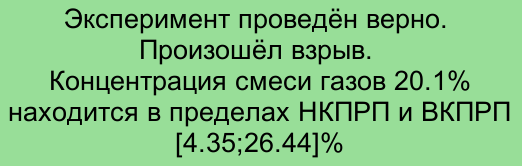 Эксперимент проведён верно.
Произошёл взрыв.
Концентрация смеси газов 20.1%
находится в пределах НКПРП и ВКПРП
[4.35;26.44]%